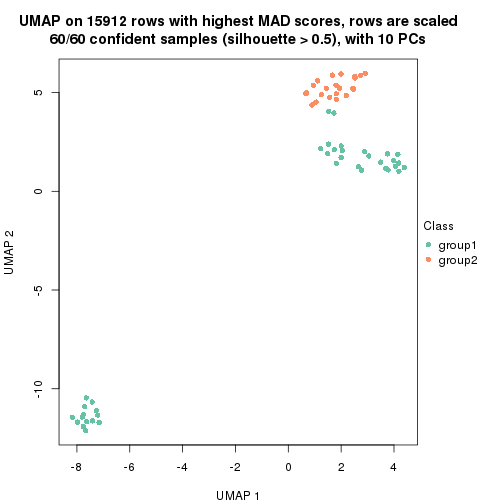 UMAP on 15912 rows with highest MAD scores, rows are scaled
60/60 confident samples (silhouette > 0.5), with 10 PCs
5
0
-5
-10
UMAP 2
Class
group1
group2
-8 -6 -4 -2 0 2 4
UMAP 1